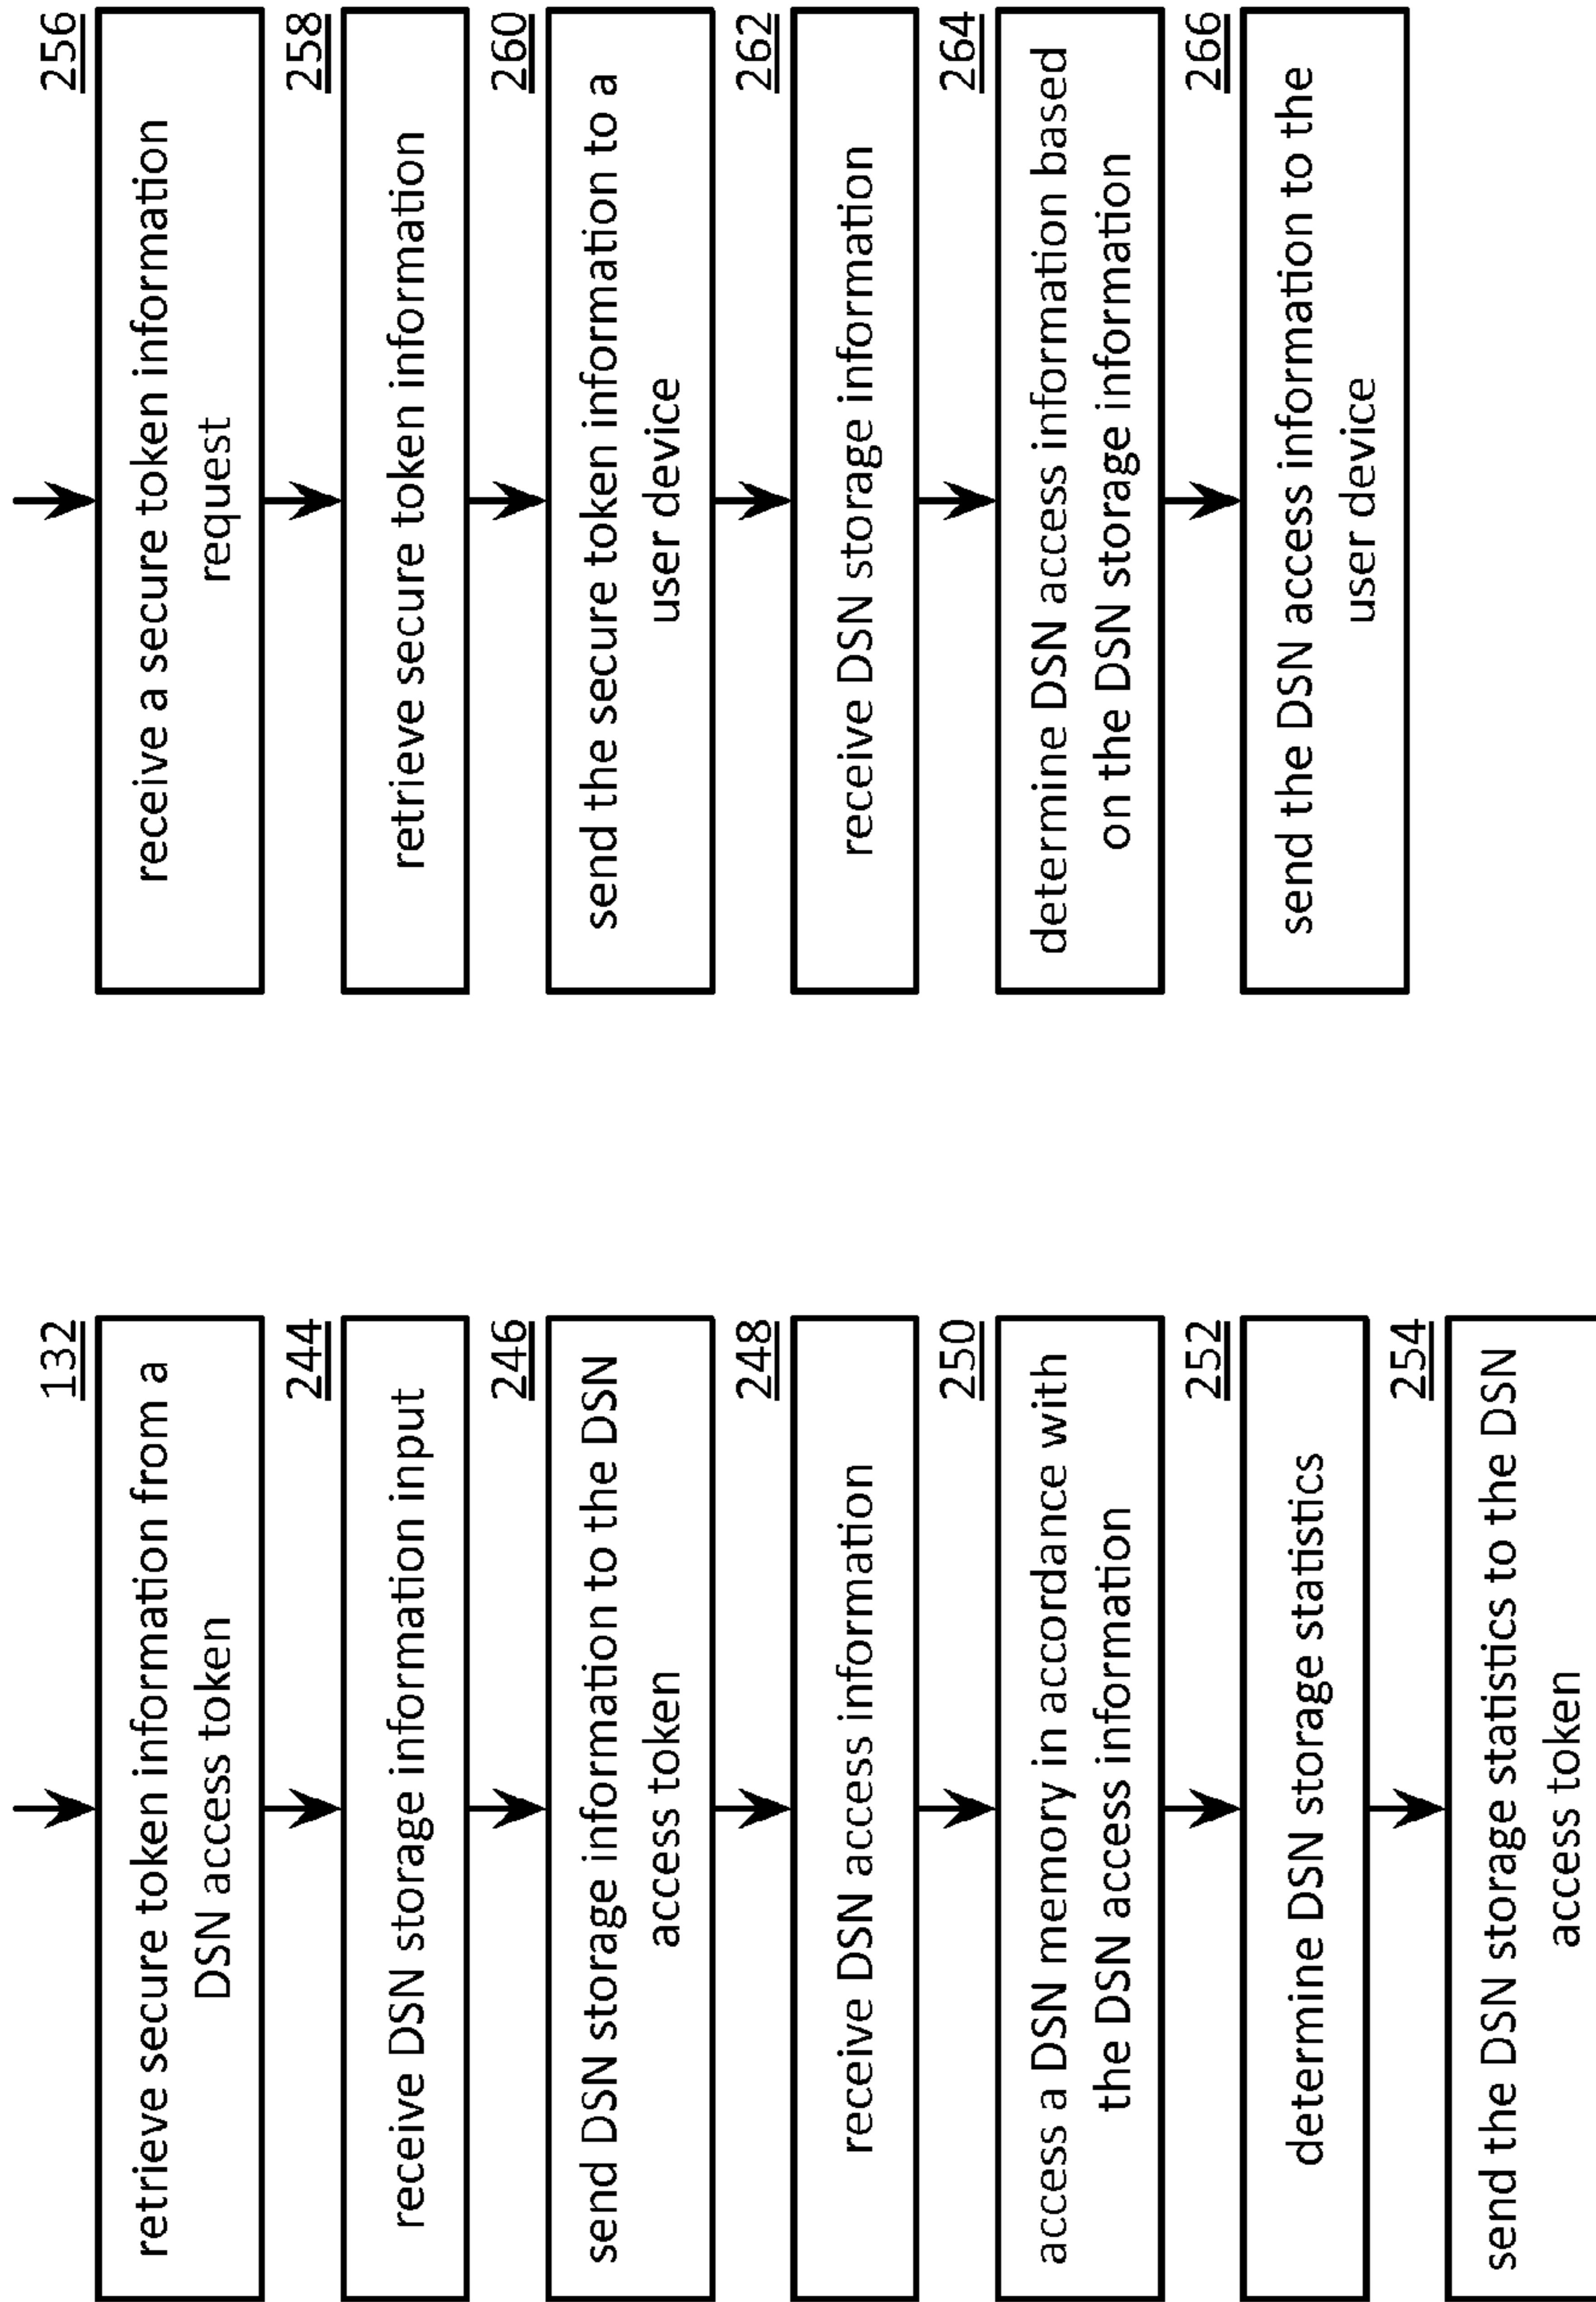 132
retrieve secure token information from a
DSN access token
244
receive DSN storage information input
246
send DSN storage information to the DSN
access token
248
receive DSN access information
250
access a DSN memory in accordance with
the DSN access information
252
determine DSN storage statistics
254
send the DSN storage statistics to the DSN
access token
256
receive a secure token information
request
258
retrieve secure token information
260
send the secure token information to a
user device
262
receive DSN storage information
264
determine DSN access information based
on the DSN storage information
266
send the DSN access information to the
user device